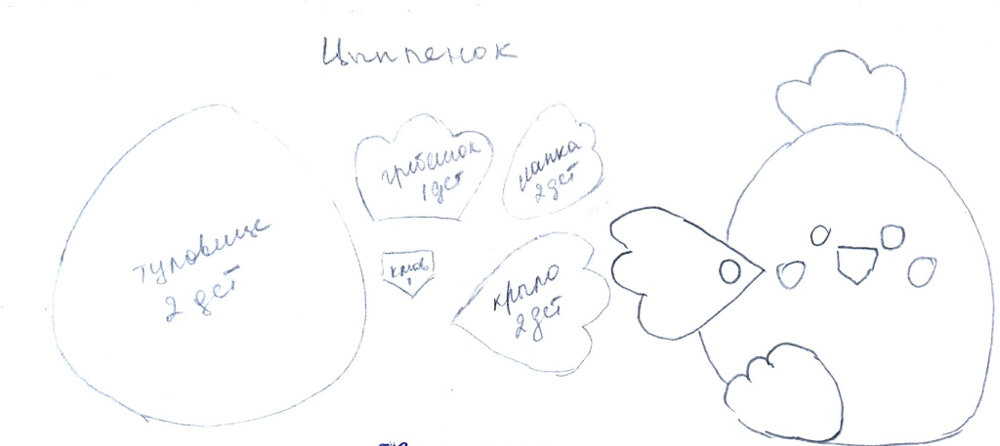 Цыпленок
гребешок
1 дет
лапка
2 дет
туловище
2 дет
клюв
1
крыло
2 дет